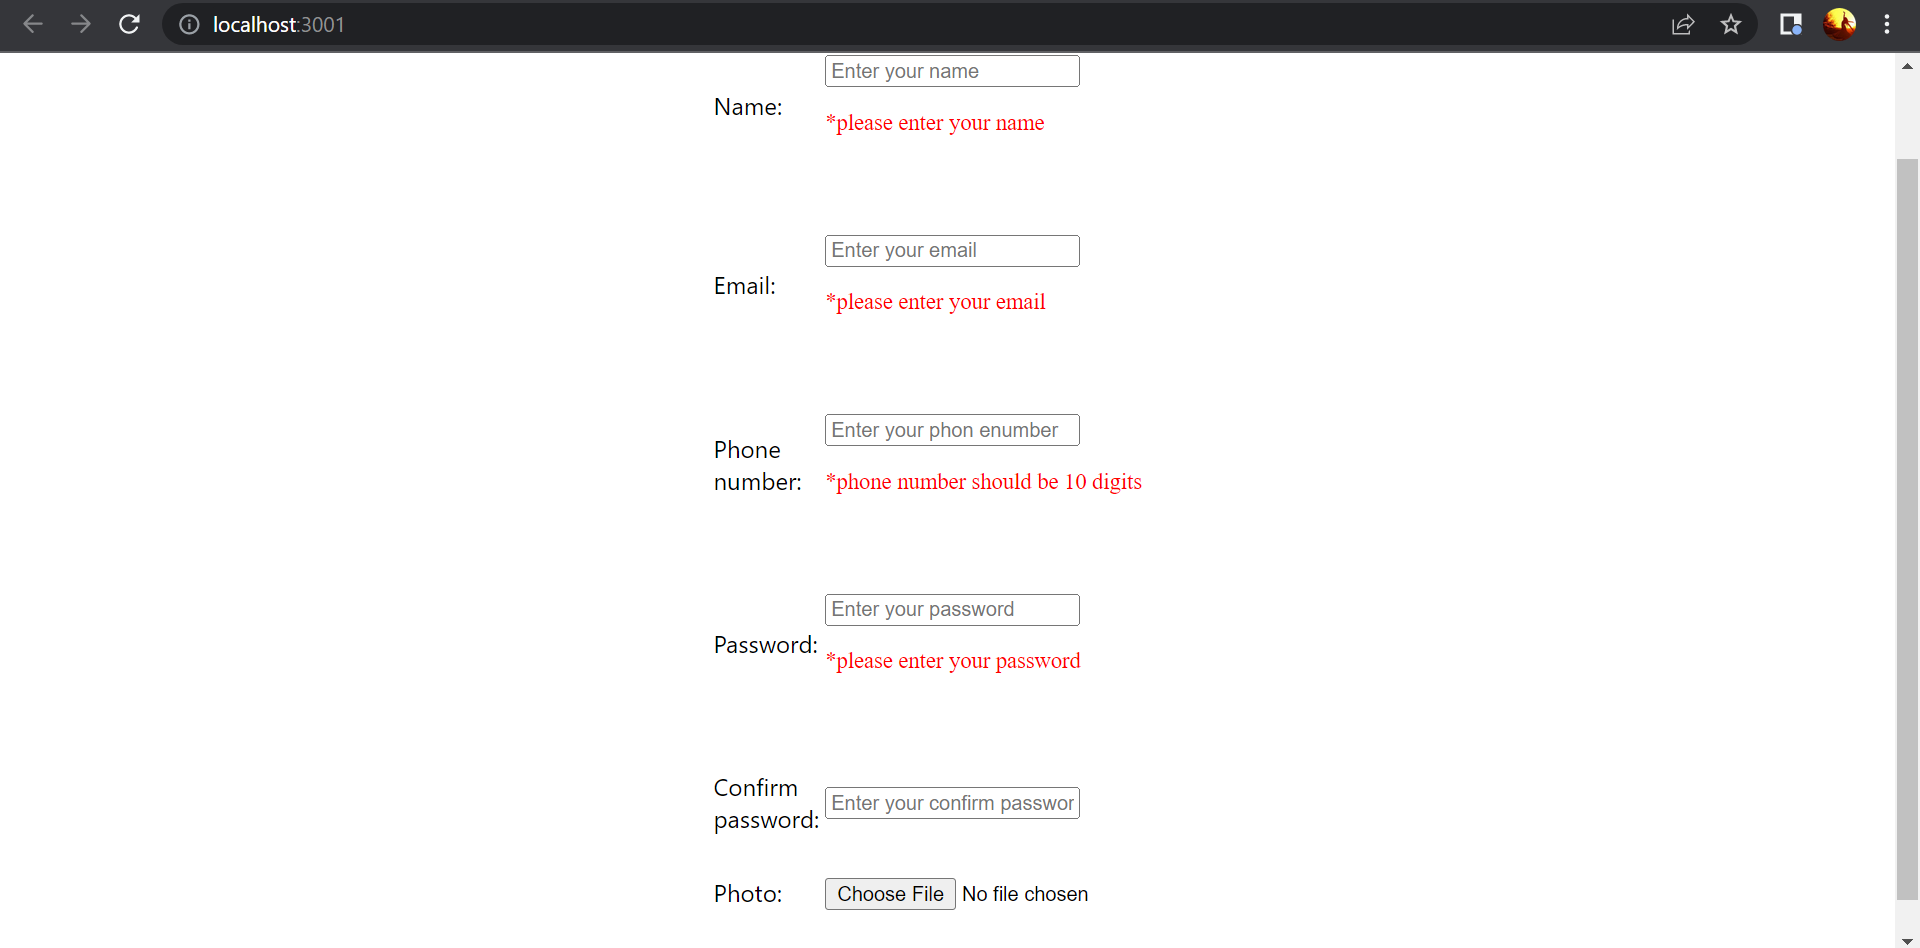 localhost:3001
Enter your name
Name:
*please enter your name
Enter your email
Email:
*please enter your email
Enter your phon enumber
Phone
number:
*phone number should be 10 digits
Enter your password
Password:
*please enter your password
Confirm
password:
Enter your confirm passwor
Photo:
Choose File No file chosen